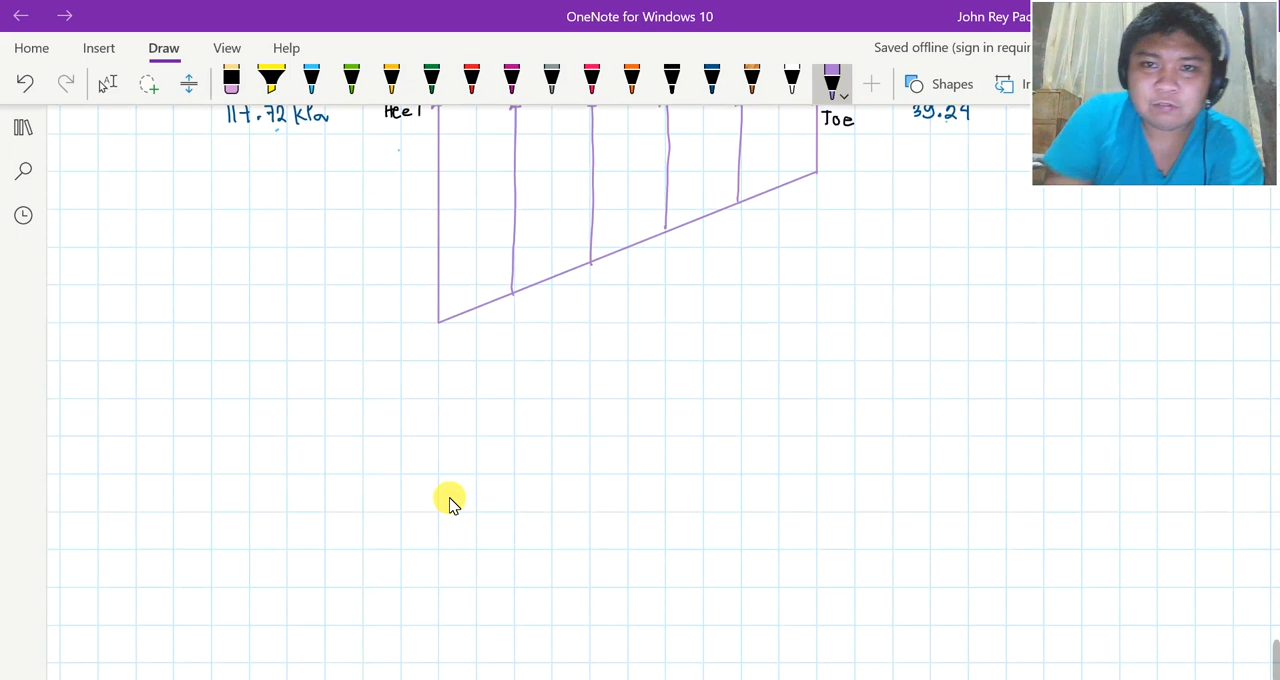 OneNote for Windows 10
John Rey Pac
Home Insert Draw View Help
Saved offline (sign in requir
Shapes
In
117.72 kPa
Heel
Toe
39.24